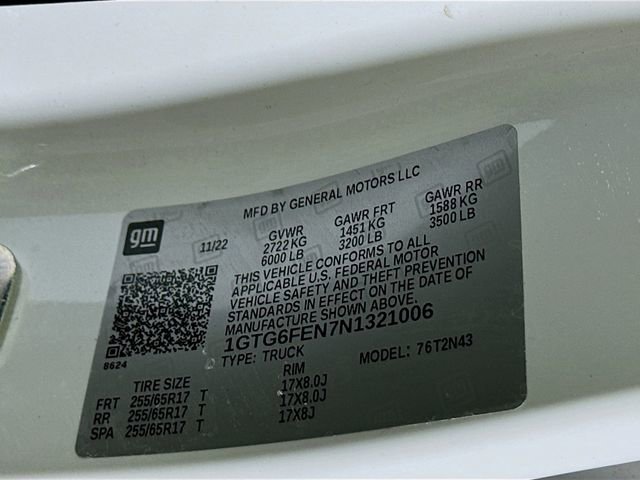 MFD BY GENERAL MOTORS LLC
gm
11/22
GVWR GAWR FRT GAWR RR
2722 KG 1451 KG 1588 KG
6000 LB 3200 LB 3500 LB
THIS VEHICLE CONFORMS TO ALL
APPLICABLE U.S. FEDERAL MOTOR
VEHICLE SAFETY AND THEFT PREVENTION
STANDARDS IN EFFECT ON THE DATE OF
MANUFACTURE SHOWN ABOVE.
1GTG6FEN7N1321006
8624
TYPE: TRUCK MODEL: 76T2N43
TIRE SIZE RIM
FRT 255/65R17 T 17X8.0J
RR 255/65R17 T 17X8.0J
SPA 255/65R17 T 17X8J